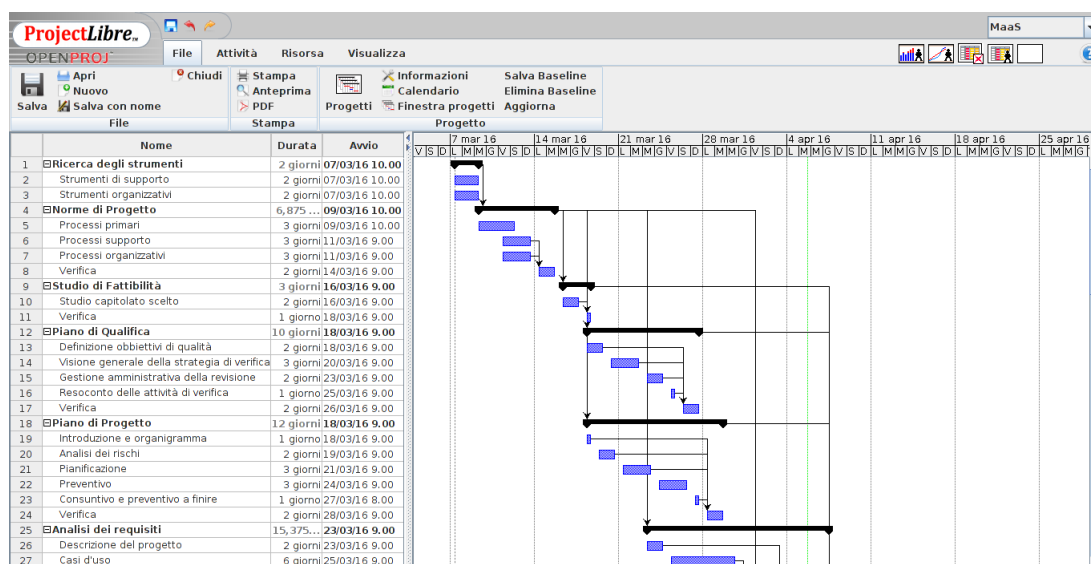 ProjectLibre™
OPENPROJ
MaaS
File Attività Risorsa Visualizza
Apri Chiudi Stampa Informazioni Salva Baseline
Nuovo Anteprima Calendario Elimina Baseline
Salva Salva con nome PDF Progetti Finestra progetti Aggiorna
File Stampa Progetto
Nome Durata Avvio
7 mar 16 14 mar 16 21 mar 16 28 mar 16 4 apr 16 11 apr 16 18 apr 16 25 apr 16
V S D L M M G V S D L M M G V S D L M M G V S D L M M G V S D L M M G V S D L M M G V S D L M M G V S D L M M G
1 Ricerca degli strumenti 2 giorni 07/03/16 10.00
2 Strumenti di supporto 2 giorni 07/03/16 10.00
3 Strumenti organizzativi 2 giorni 07/03/16 10.00
4 Norme di Progetto 6,875 ... 09/03/16 10.00
5 Processi primari 3 giorni 09/03/16 10.00
6 Processi supporto 3 giorni 11/03/16 9.00
7 Processi organizzativi 3 giorni 11/03/16 9.00
8 Verifica 2 giorni 14/03/16 9.00
9 Studio di Fattibilità 3 giorni 16/03/16 9.00
10 Studio capitolato scelto 2 giorni 16/03/16 9.00
11 Verifica 1 giorno 18/03/16 9.00
12 Piano di Qualifica 10 giorni 18/03/16 9.00
13 Definizione obbiettivi di qualità 2 giorni 18/03/16 9.00
14 Visione generale della strategia di verifica 3 giorni 20/03/16 9.00
15 Gestione amministrativa della revisione 2 giorni 23/03/16 9.00
16 Resoconto delle attività di verifica 1 giorno 25/03/16 9.00
17 Verifica 2 giorni 26/03/16 9.00
18 Piano di Progetto 12 giorni 18/03/16 9.00
19 Introduzione e organigramma 1 giorno 18/03/16 9.00
20 Analisi dei rischi 2 giorni 19/03/16 9.00
21 Pianificazione 3 giorni 21/03/16 9.00
22 Preventivo 3 giorni 24/03/16 9.00
23 Consuntivo e preventivo a finire 1 giorno 27/03/16 8.00
24 Verifica 2 giorni 28/03/16 9.00
25 Analisi dei requisiti 15,375... 23/03/16 9.00
26 Descrizione del progetto 2 giorni 23/03/16 9.00
27 Casi d'uso 6 giorni 25/03/16 9.00